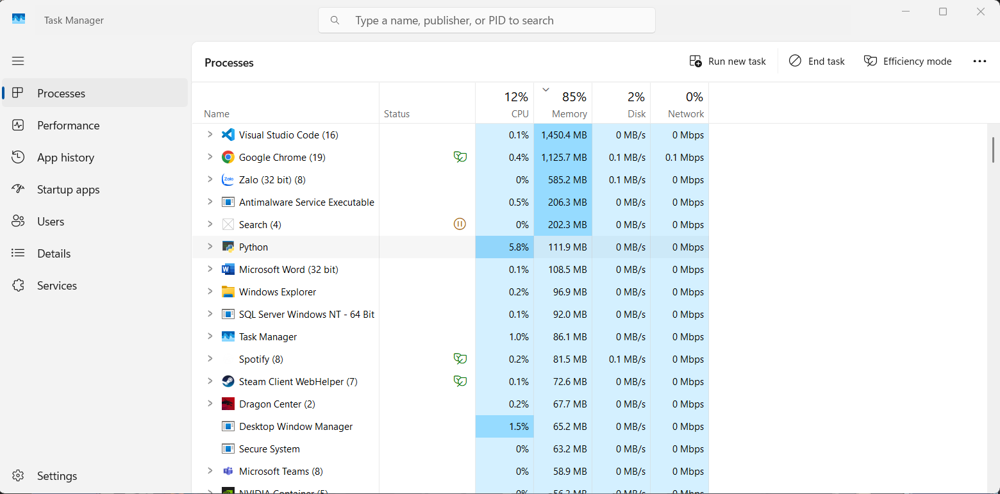 Task Manager
Type a name, publisher, or PID to search
Processes
Run new task
End task
Efficiency mode
Processes
Performance
App history
Startup apps
Users
Details
Services
Settings
12% 85% 2% 0%
Name Status CPU Memory Disk Network
Visual Studio Code (16) 0.1% 1,450.4 MB 0 MB/s 0 Mbps
Google Chrome (19) 0.4% 1,125.7 MB 0.1 MB/s 0.1 Mbps
Zalo Zalo (32 bit) (8) 0% 585.2 MB 0.1 MB/s 0 Mbps
Antimalware Service Executable 0.5% 206.3 MB 0 MB/s 0 Mbps
Search (4) 0% 202.3 MB 0 MB/s 0 Mbps
Python 5.8% 111.9 MB 0 MB/s 0 Mbps
W Microsoft Word (32 bit) 0.1% 108.5 MB 0 MB/s 0 Mbps
Windows Explorer 0.2% 96.9 MB 0 MB/s 0 Mbps
SQL Server Windows NT - 64 Bit 0.1% 92.0 MB 0 MB/s 0 Mbps
Task Manager 1.0% 86.1 MB 0 MB/s 0 Mbps
Spotify (8) 0.2% 81.5 MB 0.1 MB/s 0 Mbps
Steam Client WebHelper (7) 0.1% 72.6 MB 0 MB/s 0 Mbps
Dragon Center (2) 0.2% 67.7 MB 0 MB/s 0 Mbps
Desktop Window Manager 1.5% 65.2 MB 0 MB/s 0 Mbps
Secure System 0% 63.2 MB 0 MB/s 0 Mbps
Microsoft Teams (8) 0% 58.9 MB 0 MB/s 0 Mbps
NVIDIA Container (5) 0% 56.3 MB 0 MB/s 0 Mbps